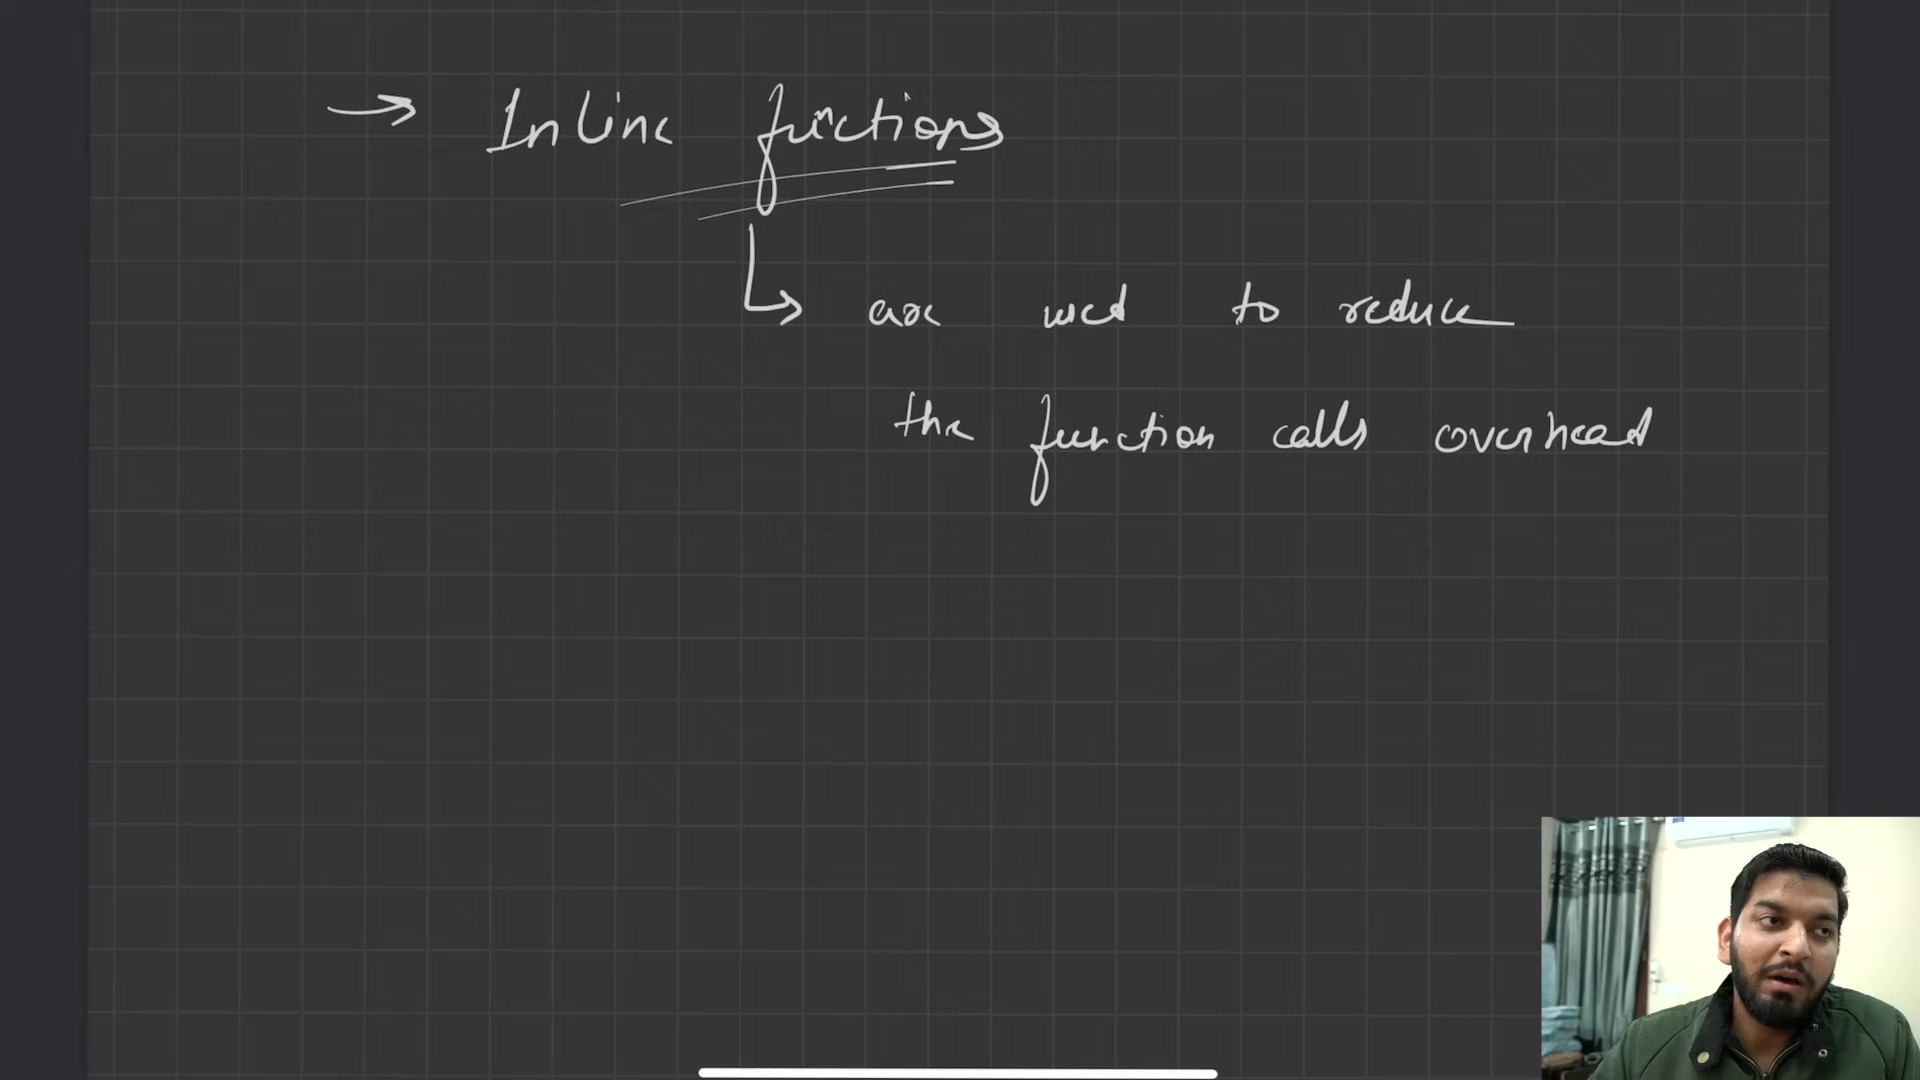 → Inline functions
↳ are used to reduce
the function calls overhead